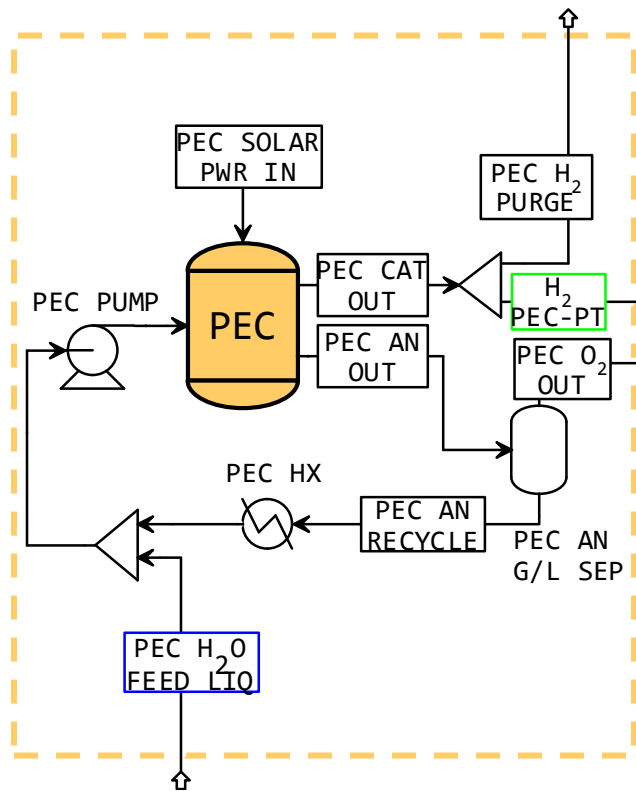 PEC SOLAR
PWR IN
PEC H₂
PURGE
PEC CAT
OUT
H₂
PEC-PT
PEC PUMP
PEC
PEC AN
OUT
PEC O₂
OUT
PEC HX
PEC AN
RECYCLE
PEC AN
G/L SEP
PEC H₂O
FEED LIQ